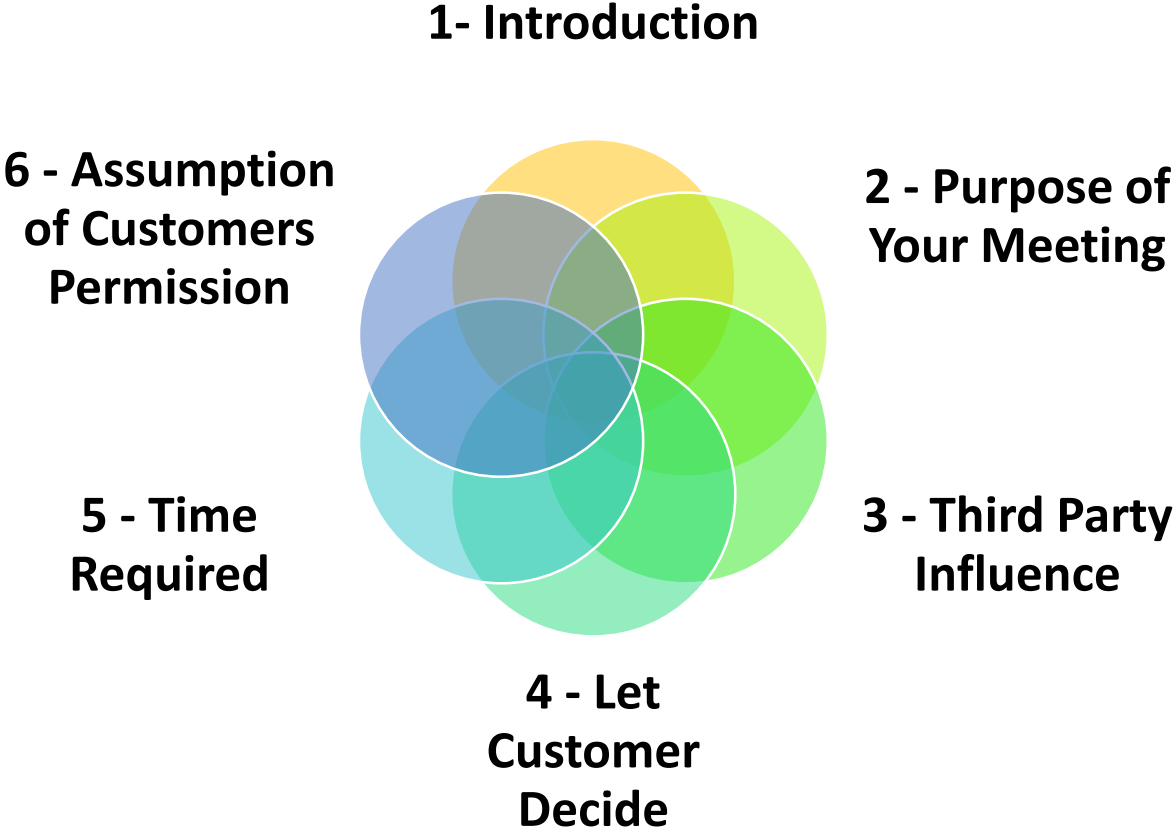 1- Introduction
2 - Purpose of
Your Meeting
3 - Third Party
Influence
4 - Let
Customer
Decide
5 - Time
Required
6 - Assumption
of Customers
Permission